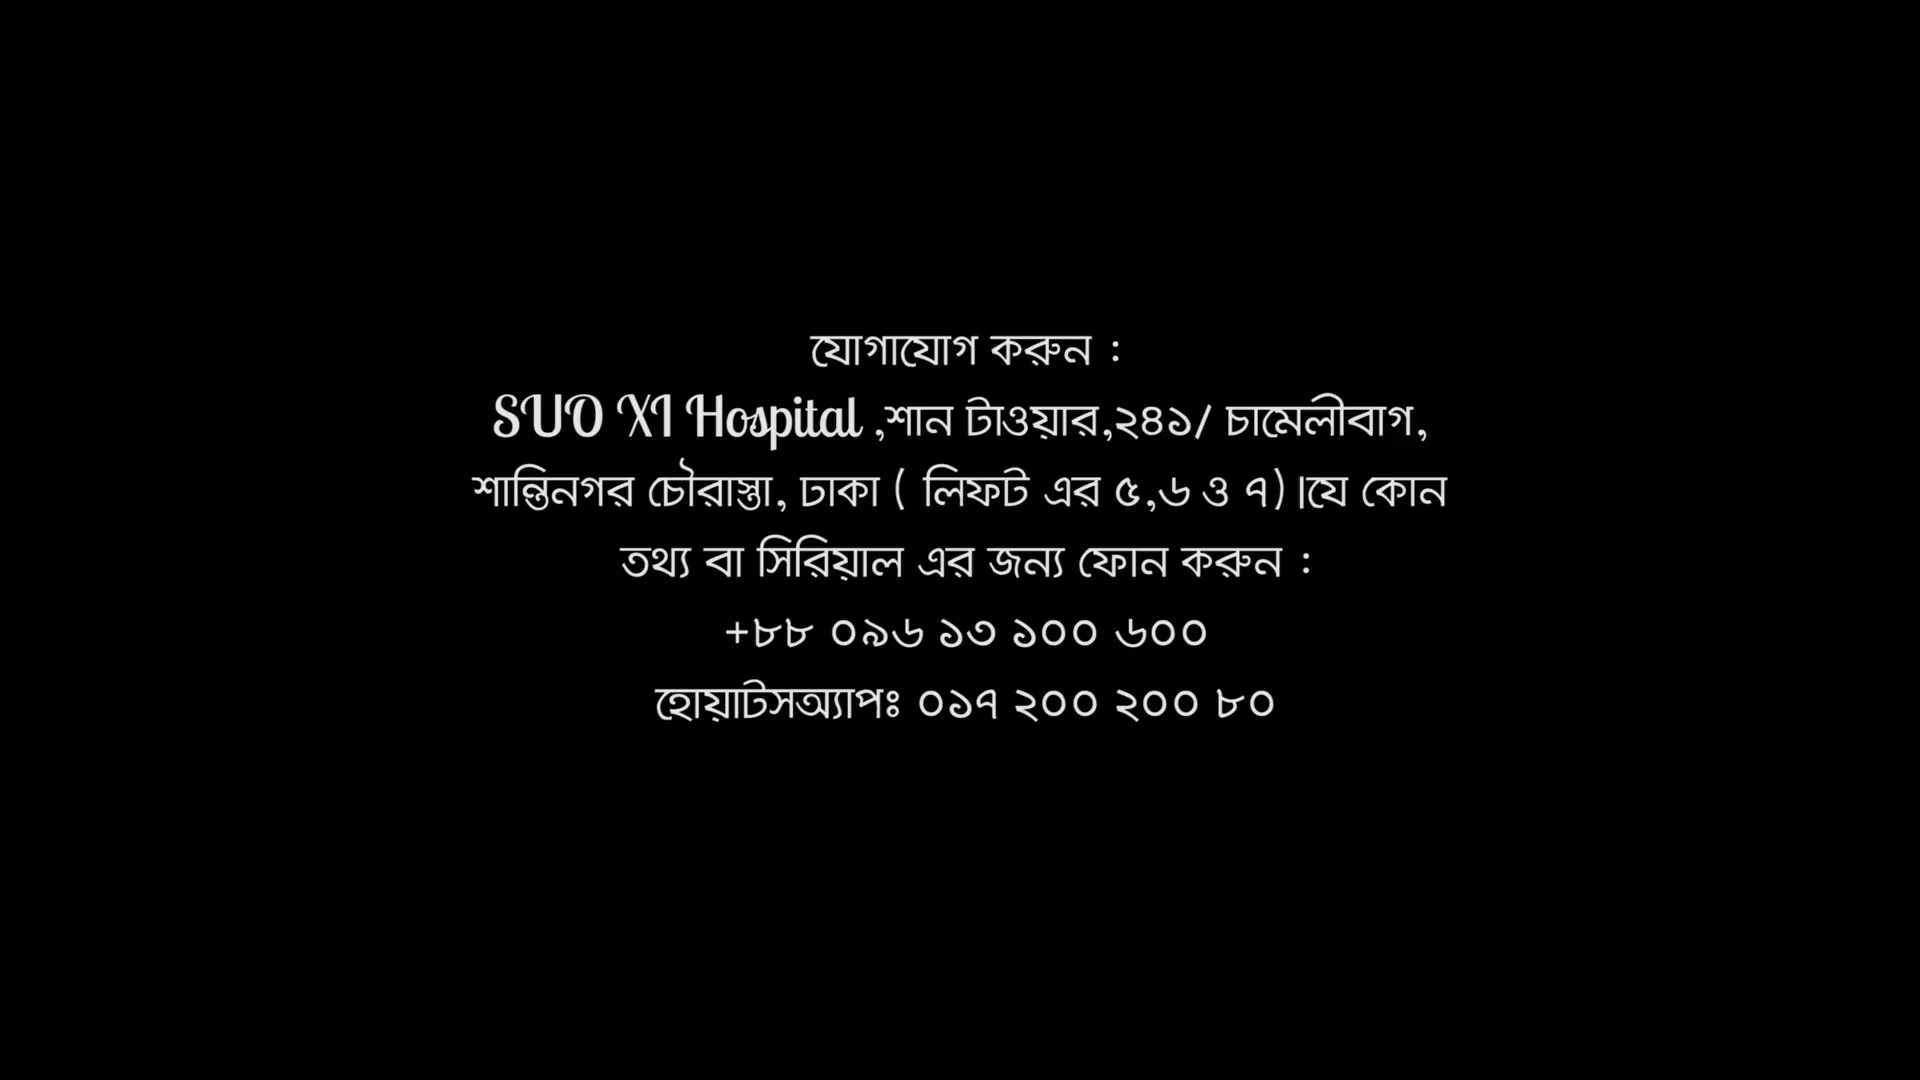 যোগাযোগ করুন :
SUO XI Hospital ,শান টাওয়ার,২৪১/ চামেলীবাগ,
শান্তিনগর চৌরাস্তা, ঢাকা ( লিফট এর ৫,৬ ও ৭) |যে কোন
তথ্য বা সিরিয়াল এর জন্য ফোন করুন :
+৮৮ ০৯৬ ১৩ ১০০ ৬০০
হোয়াটসঅ্যাপঃ ০১৭ ২০০ ২০০ ৮০